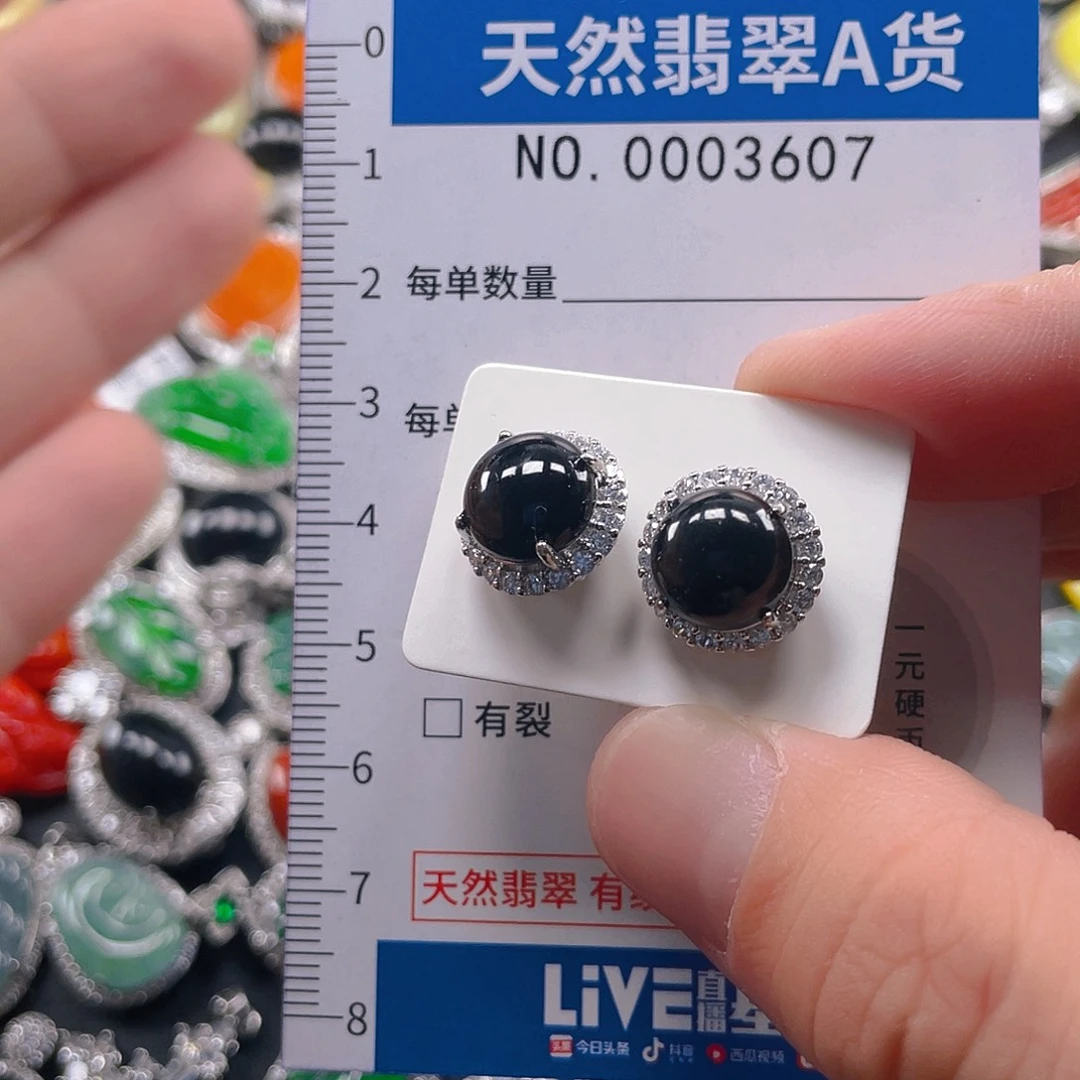 0
天然翡翠A货
NO. 0003607
1
2
每单数量
3
每单
4
5
一元硬
有裂
6
7
天然翡翠 有
8
LiVE直播
今日头条 抖音 西瓜视频